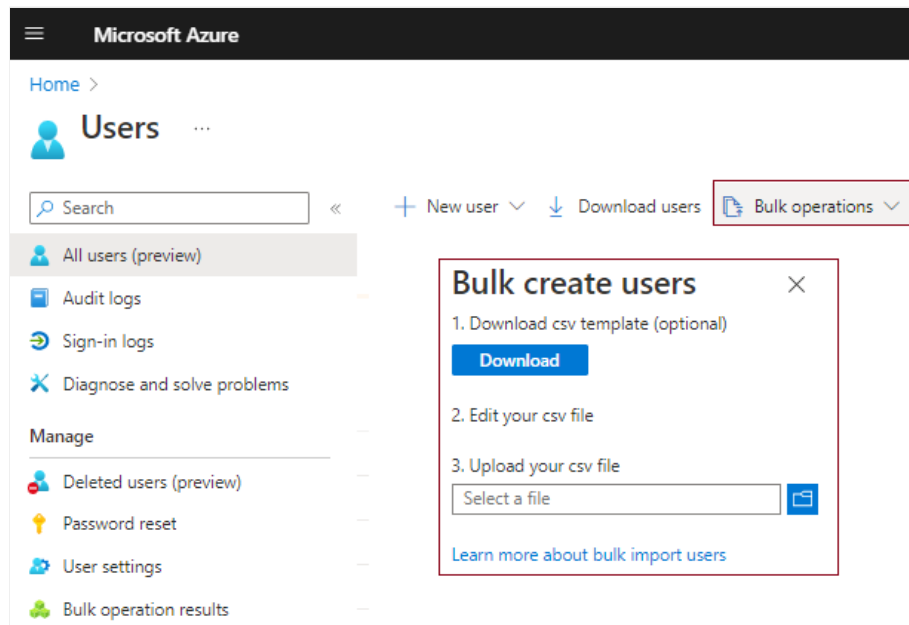 Microsoft Azure
Home >
Users ...
Search «
+ New user Download users Bulk operations
All users (preview)
Audit logs
Sign-in logs
Diagnose and solve problems
Manage
Deleted users (preview)
Password reset
User settings
Bulk operation results
Bulk create users
1. Download csv template (optional)
Download
2. Edit your csv file
3. Upload your csv file
Select a file
Learn more about bulk import users